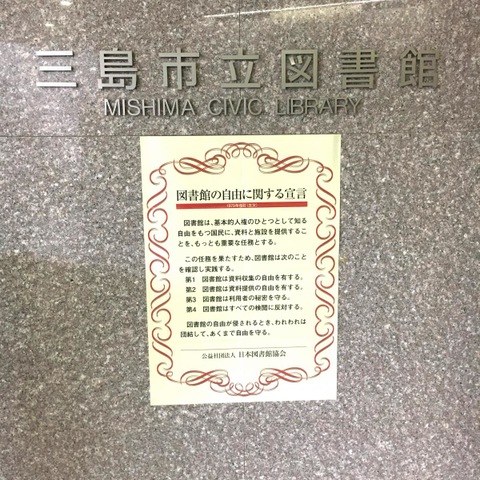 三島市立図書館
MISHIMA CIVIC LIBRARY
図書館の自由に関する宣言
1979年改訂(主文)
図書館は、基本的人権のひとつとして知る
自由をもつ国民に、資料と施設を提供するこ
とを、もっとも重要な任務とする。
この任務を果たすため、図書館は次のこと
を確認し実践する。
第1 図書館は資料収集の自由を有する。
第2 図書館は資料提供の自由を有する。
第3 図書館は利用者の秘密を守る。
第4 図書館はすべての検閲に反対する。
図書館の自由が侵されるとき、われわれは
団結して、あくまで自由を守る。
公益社団法人 日本図書館協会